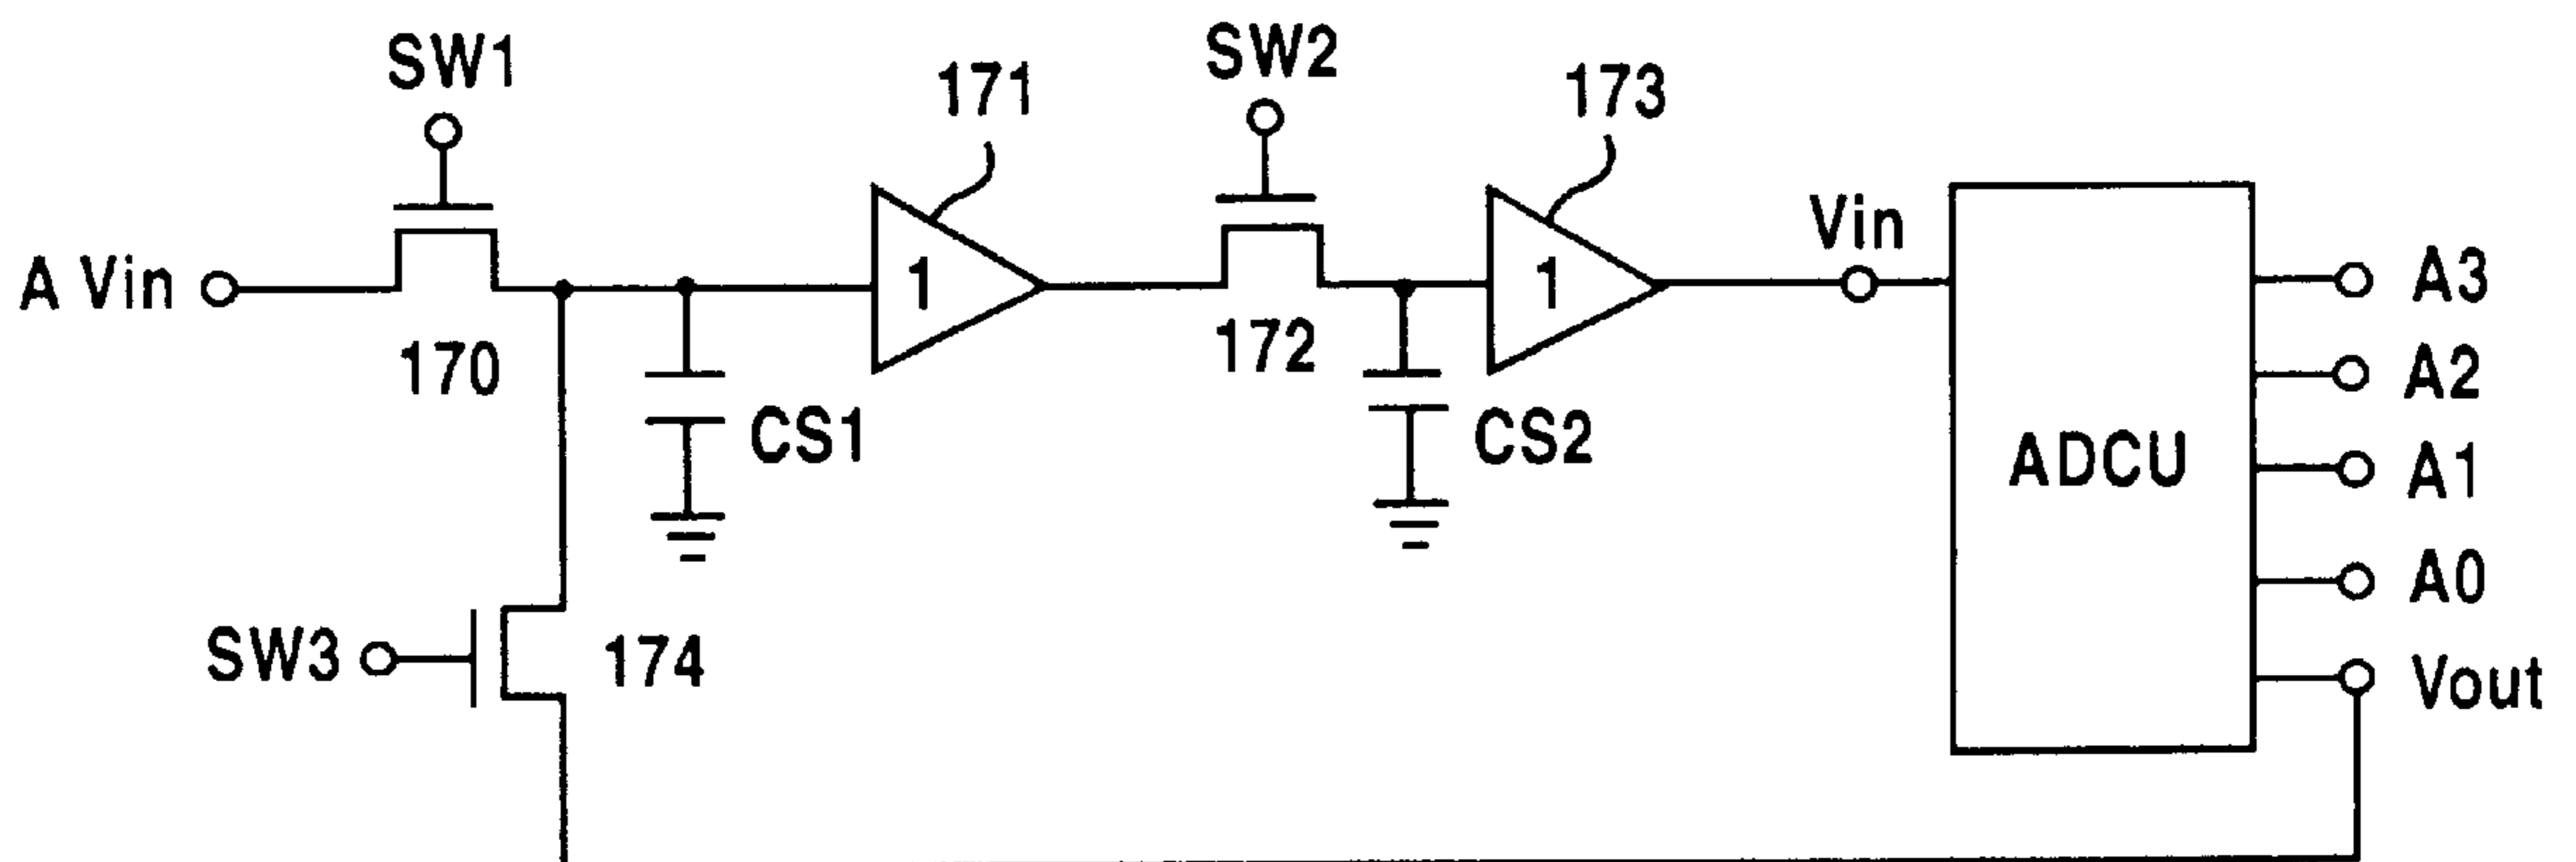 SW1
171
SW2
173
A Vin
1
1
Vin
170
172
CS1
CS2
ADCU
A3
A2
A1
A0
Vout
SW3
174